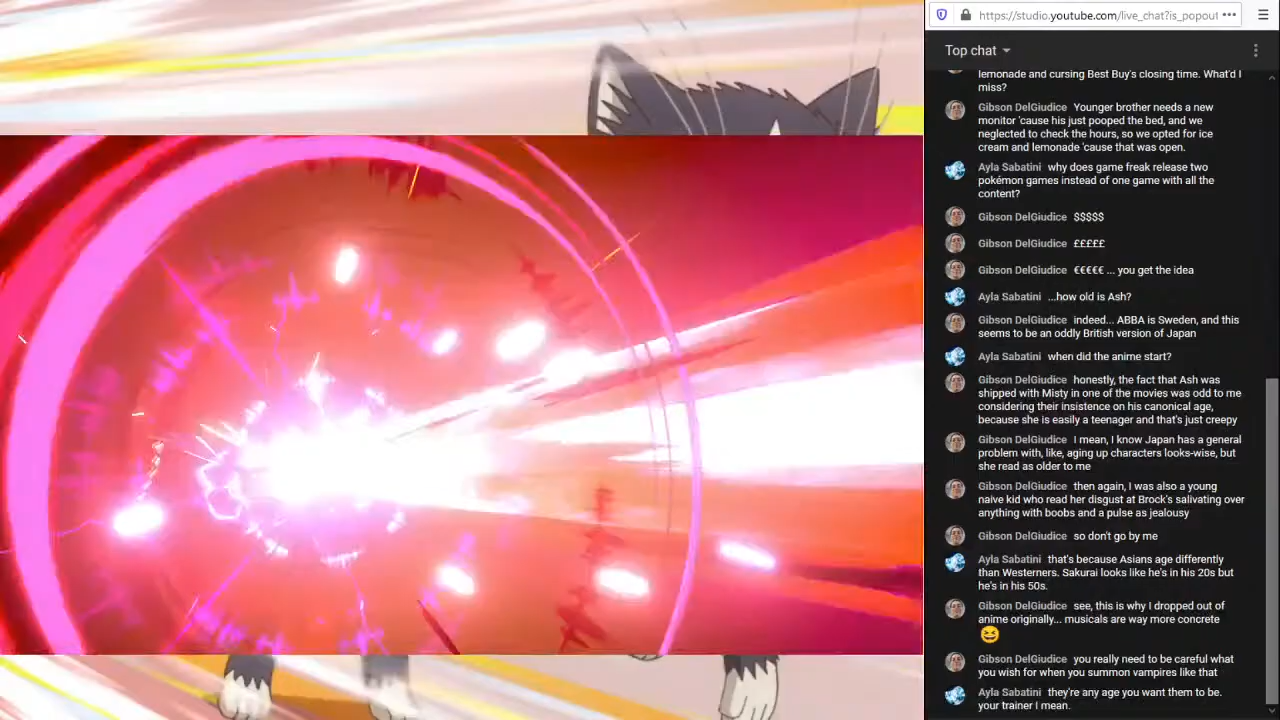 https://studio.youtube.com/live_chat?is_popout
Top chat
lemonade and cursing Best Buy's closing time. What'd I
miss?
Gibson DelGiudice Younger brother needs a new
monitor 'cause his just pooped the bed, and we
neglected to check the hours, so we opted for ice
cream and lemonade 'cause that was open.
Ayla Sabatini why does game freak release two
pokémon games instead of one game with all the
content?
Gibson DelGiudice $$$$$
Gibson DelGiudice £££££
Gibson DelGiudice €€€€€ ... you get the idea
Ayla Sabatini ...how old is Ash?
Gibson DelGiudice indeed... ABBA is Sweden, and this
seems to be an oddly British version of Japan
Ayla Sabatini when did the anime start?
Gibson DelGiudice honestly, the fact that Ash was
shipped with Misty in one of the movies was odd to me
considering their insistence on his canonical age,
because she is easily a teenager and that's just creepy
Gibson DelGiudice I mean, I know Japan has a general
problem with, like, aging up characters looks-wise, but
she read as older to me
Gibson DelGiudice then again, I was also a young
naive kid who read her disgust at Brock's salivating over
anything with boobs and a pulse as jealousy
Gibson DelGiudice so don't go by me
Ayla Sabatini that's because Asians age differently
than Westerners. Sakurai looks like he's in his 20s but
he's in his 50s.
Gibson DelGiudice see, this is why I dropped out of
anime originally... musicals are way more concrete
Gibson DelGiudice you really need to be careful what
you wish for when you summon vampires like that
Ayla Sabatini they're any age you want them to be.
your trainer I mean.